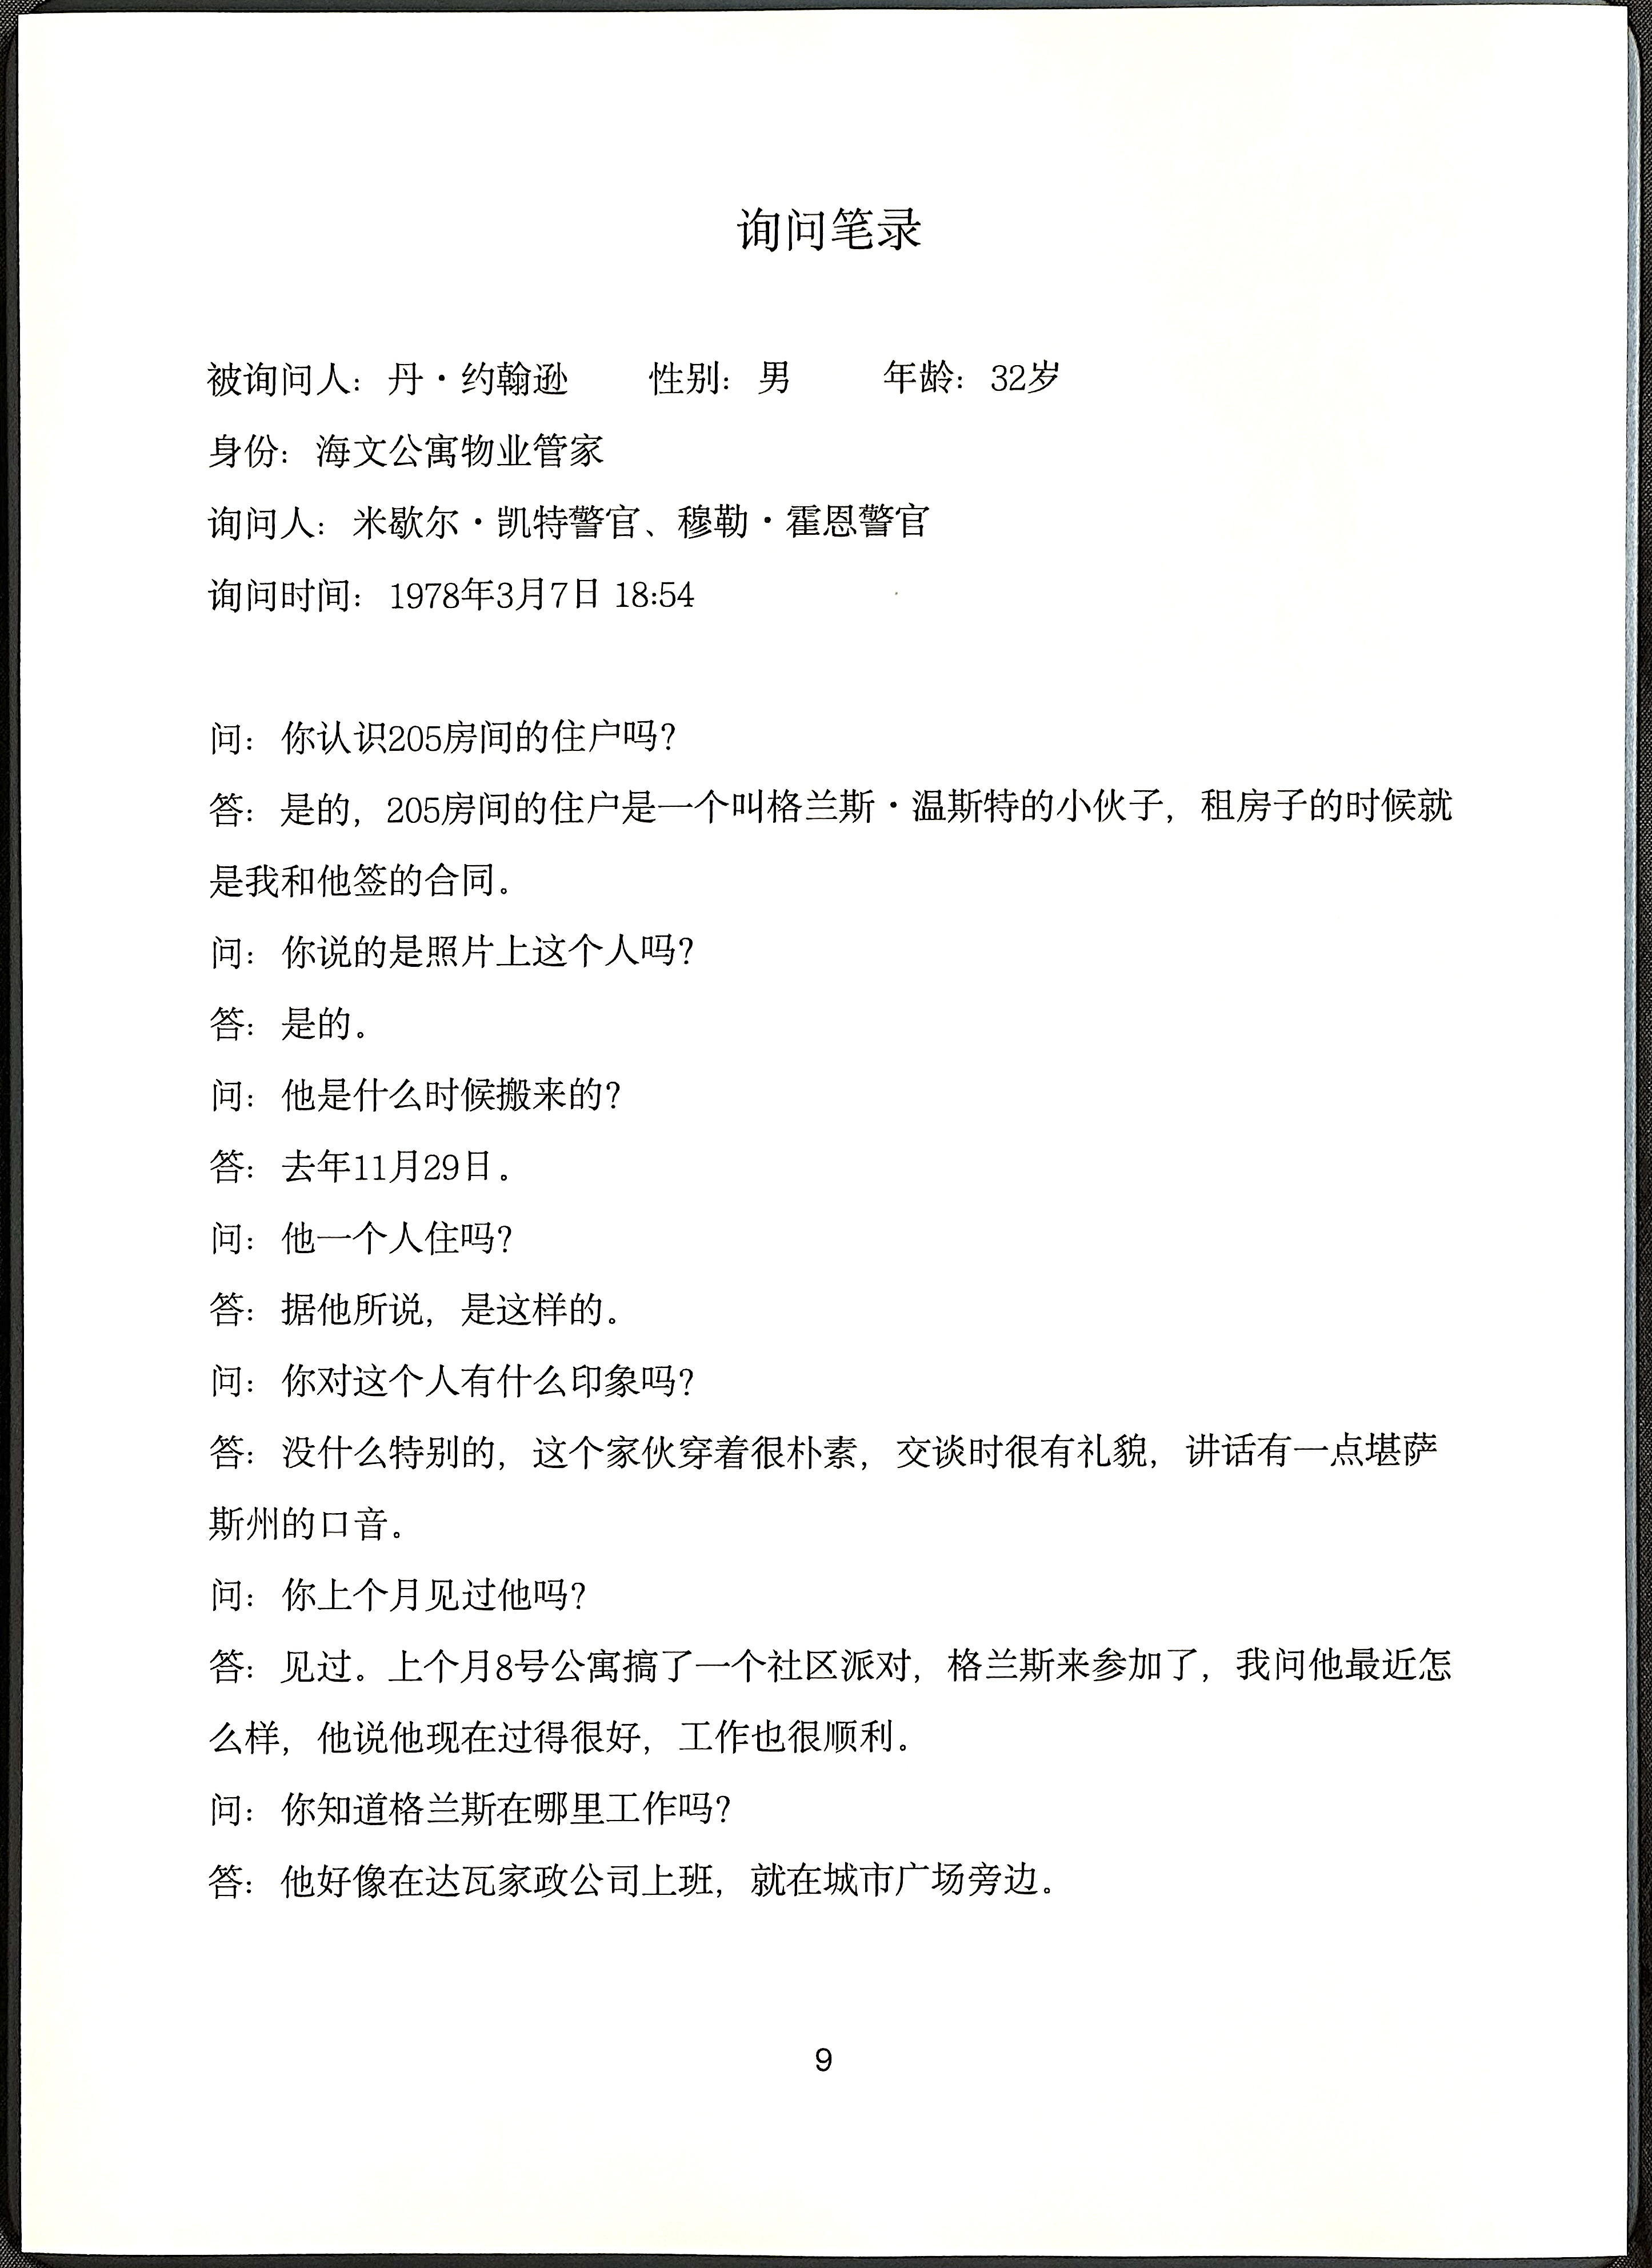 询问笔录
被询问人：丹·约翰逊 性别：男 年龄：32岁
身份：海文公寓物业管家
询问人：米歇尔·凯特警官、穆勒·霍恩警官
询问时间：1978年3月7日 18:54
问：你认识205房间的住户吗？
答：是的，205房间的住户是一个叫格兰斯·温斯特的小伙子，租房子的时候就
是我和他签的合同。
问：你说的是照片上这个人吗？
答：是的。
问：他是什么时候搬来的？
答：去年11月29日。
问：他一个人住吗？
答：据他所说，是这样的。
问：你对这个人有什么印象吗？
答：没什么特别的，这个家伙穿着很朴素，交谈时很有礼貌，讲话有一点堪萨
斯州的口音。
问：你上个月见过他吗？
答：见过。上个月8号公寓搞了一个社区派对，格兰斯来参加了，我问他最近怎
么样，他说他现在过得很好，工作也很顺利。
问：你知道格兰斯在哪里工作吗？
答：他好像在达瓦家政公司上班，就在城市广场旁边。
9